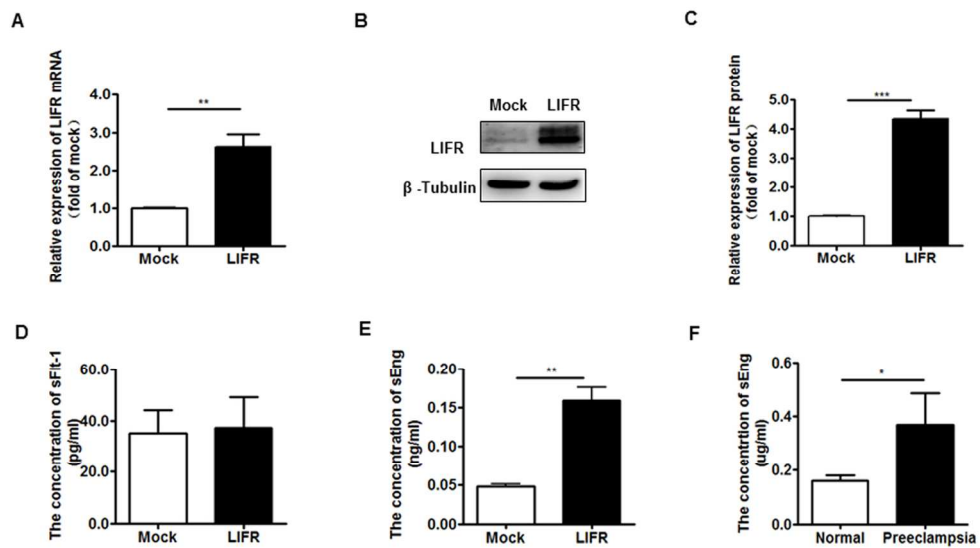 A
Relative expression of LIFR mRNA
(fold of mock)
4.0
3.0
2.0
1.0
0.0
**
Mock LIFR
B
Mock LIFR
LIFR
β -Tubulin
C
Relative expression of LIFR protein
(fold of mock)
5.0
4.0
3.0
2.0
1.0
0.0
***
Mock LIFR
D
The concentration of sFlt-1
(pg/ml)
60.0
40.0
20.0
0.0
Mock LIFR
E
The concentration of sEng
(ng/ml)
0.20
0.15
0.10
0.05
0.00
**
Mock LIFR
F
The concentrtion of sEng
(ug/ml)
0.6
0.4
0.2
0.0
*
Normal Preeclampsia